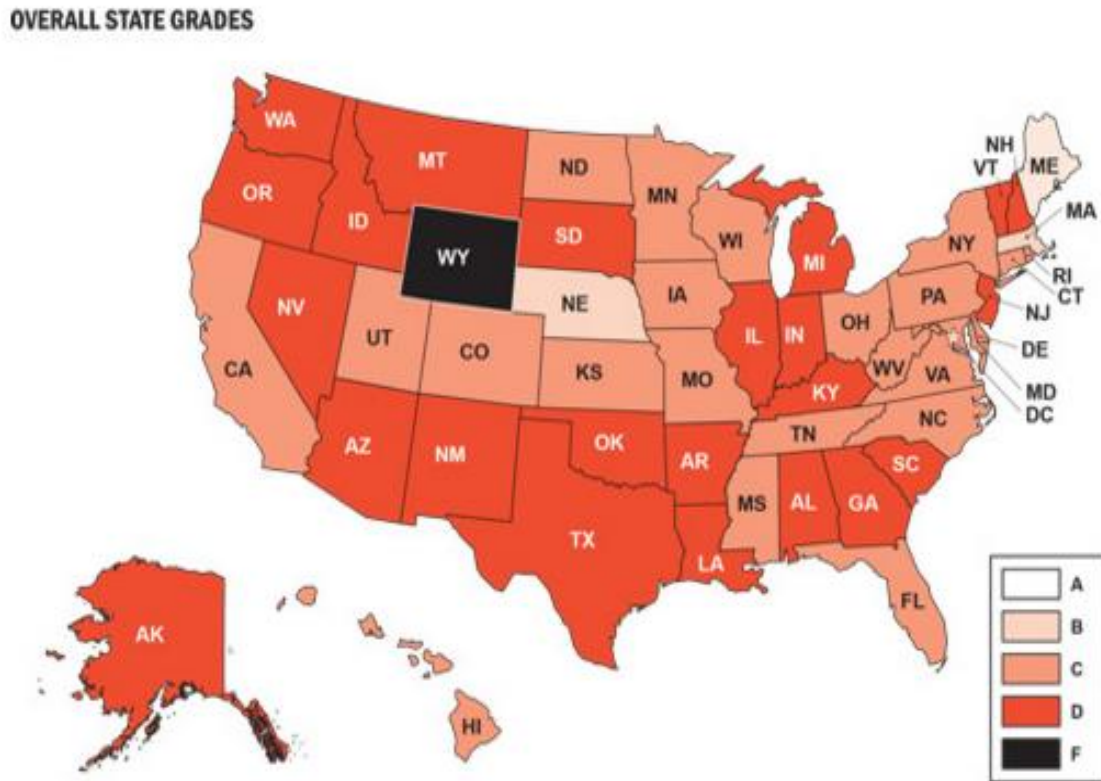 OVERALL STATE GRADES
WA
MT
ND
MN
NH
VT
ME
OR
ID
SD
WI
MI
NY
MA
WY
RI
CT
NV
NE
IA
PA
NJ
CA
UT
CO
KS
MO
IL
IN
OH
DE
WV
VA
MD
DC
KY
AZ
NM
OK
AR
TN
NC
SC
MS
AL
GA
TX
LA
FL
AK
HI
A
B
C
D
F